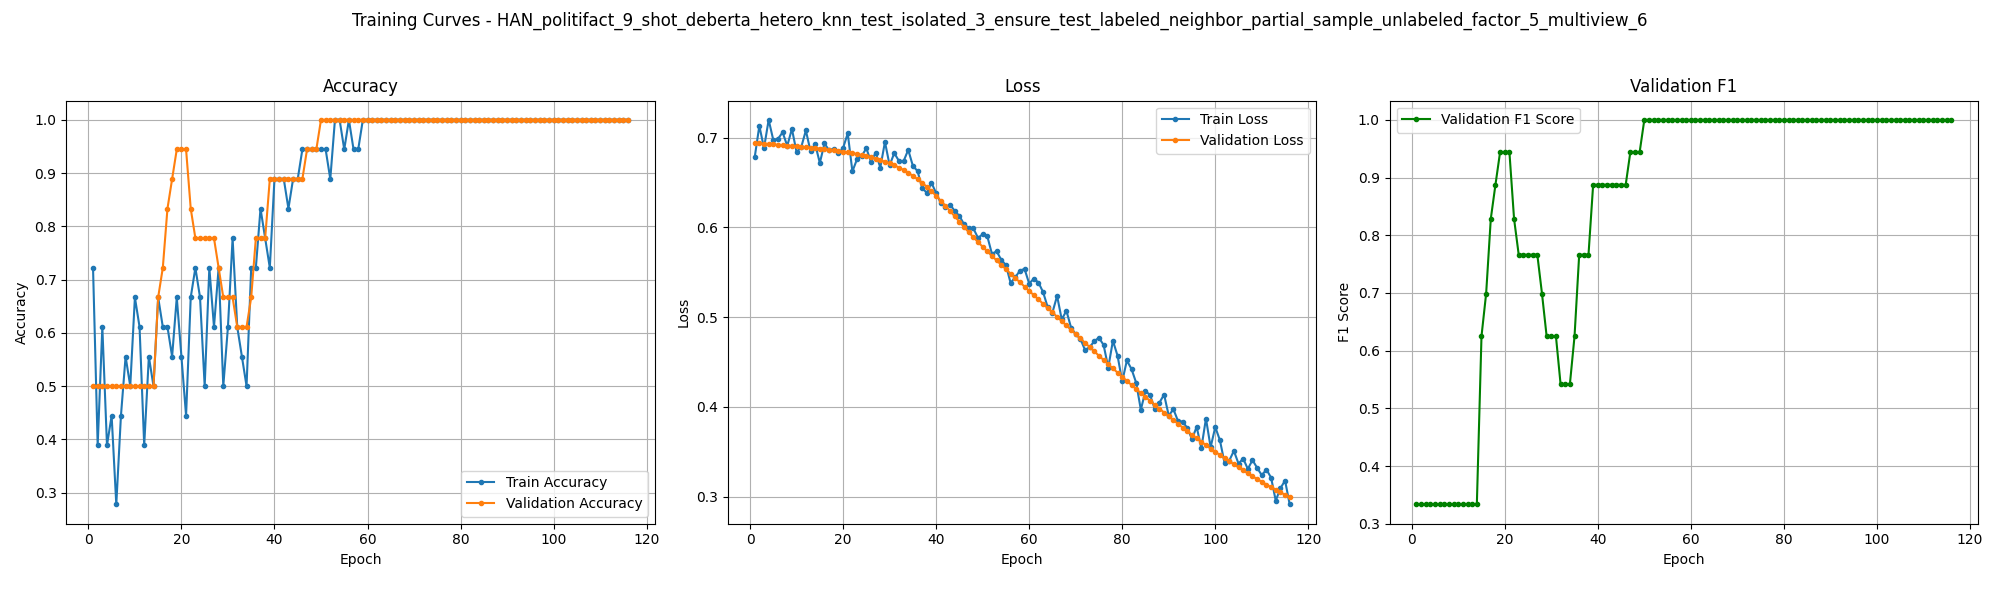 Training Curves - HAN_politifact_9_shot_deberta_hetero_knn_test_isolated_3_ensure_test_labeled_neighbor_partial_sample_unlabeled_factor_5_multiview_6
Accuracy
1.0
0.9
0.8
0.7
0.6
0.5
0.4
0.3
Accuracy
Train Accuracy
Validation Accuracy
0 20 40 60 80 100 120
Epoch
Loss
Train Loss
Validation Loss
0.7
0.6
0.5
0.4
0.3
Loss
0 20 40 60 80 100 120
Epoch
Validation F1
Validation F1 Score
1.0
0.9
0.8
0.7
0.6
0.5
0.4
0.3
F1 Score
0 20 40 60 80 100 120
Epoch